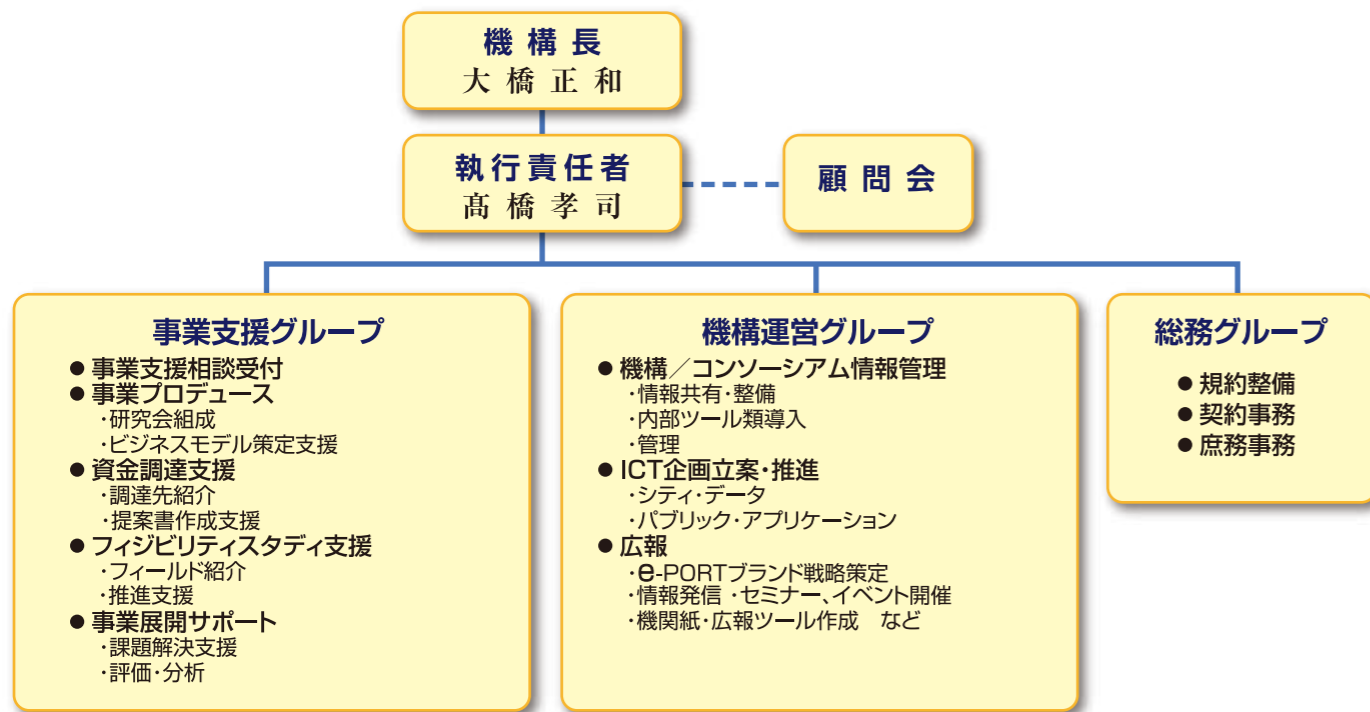 機構長
大橋正和
執行責任者
髙橋孝司
顧問会
事業支援グループ
●事業支援相談受付
●事業プロデュース
・研究会組成
・ビジネスモデル策定支援
●資金調達支援
・調達先紹介
・提案書作成支援
●フィジビリティスタディ支援
・フィールド紹介
・推進支援
●事業展開サポート
・課題解決支援
・評価・分析
機構運営グループ
●機構／コンソーシアム情報管理
・情報共有・整備
・内部ツール類導入
・管理
●ICT企画立案・推進
・シティ・データ
・パブリック・アプリケーション
●広報
・e-PORTブランド戦略策定
・情報発信 ・セミナー、イベント開催
・機関紙・広報ツール作成　など
総務グループ
●規約整備
●契約事務
●庶務事務